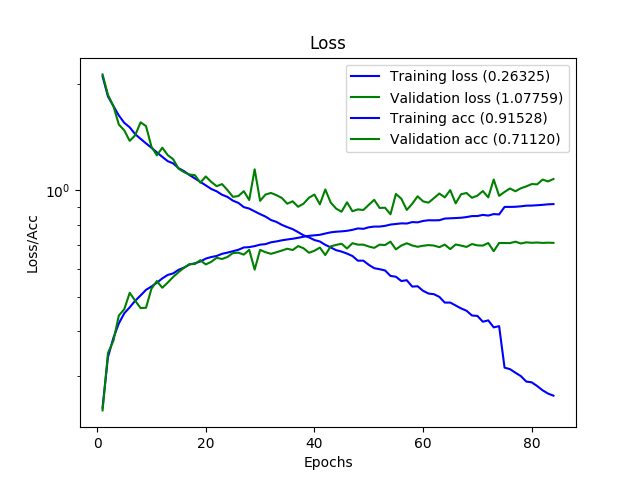 Loss
Training loss (0.26325)
Validation loss (1.07759)
Training acc (0.91528)
Validation acc (0.71120)
10^0
Loss/Acc
0 20 40 60 80
Epochs